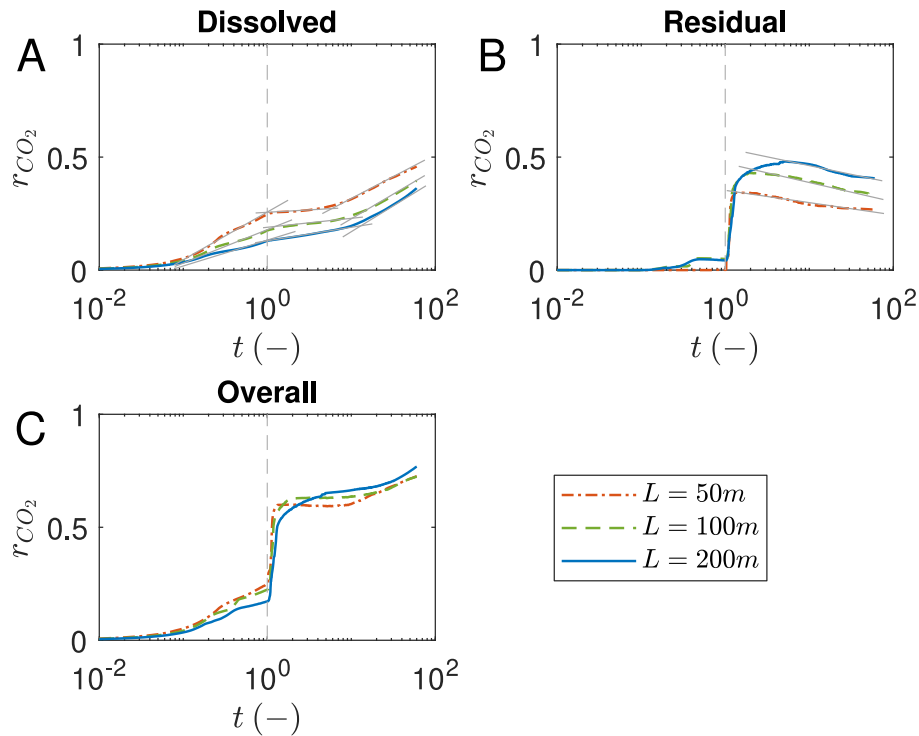 Dissolved
A
1
0.5
0
r_{CO_2}
10^{-2}
10^0
10^2
t (−)
Residual
B
1
0.5
0
r_{CO_2}
10^{-2}
10^0
10^2
t (−)
Overall
C
1
0.5
0
r_{CO_2}
10^{-2}
10^0
10^2
t (−)
L = 50m
L = 100m
L = 200m